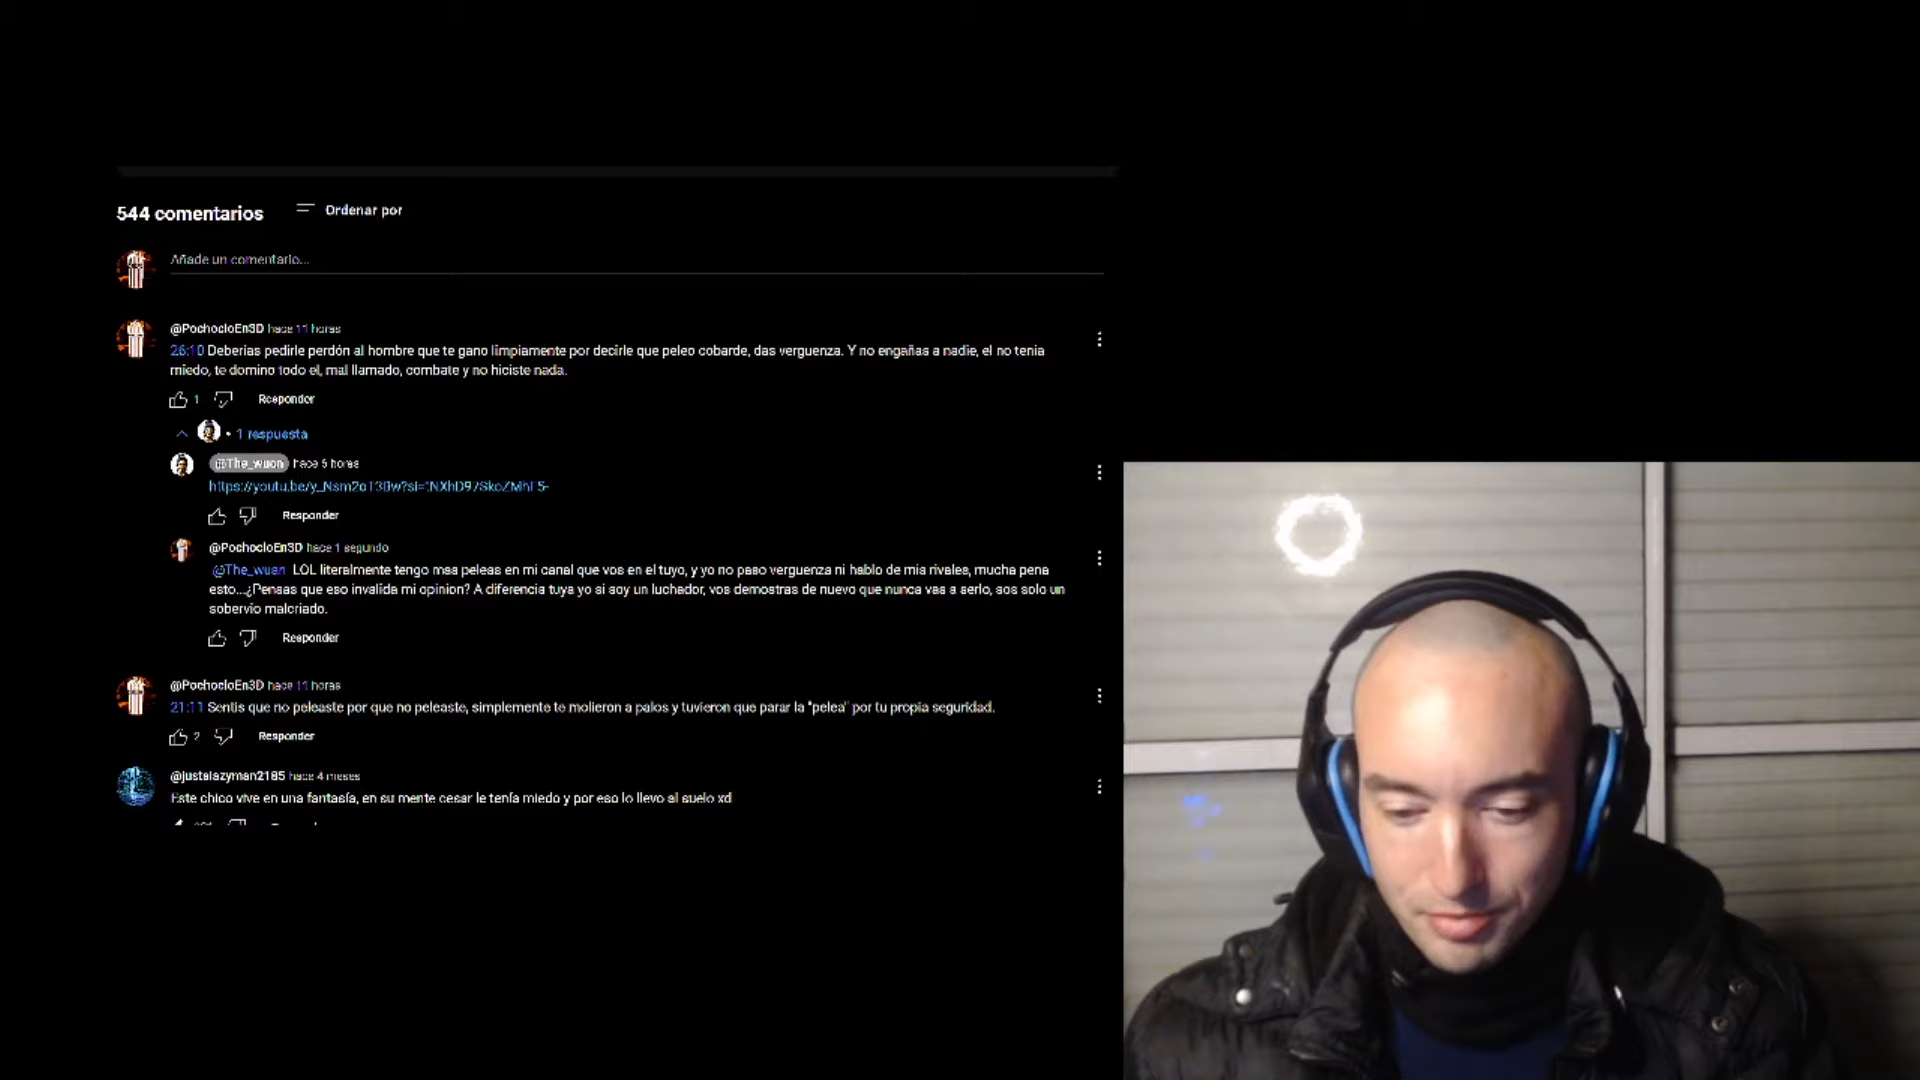 544 comentarios
Ordenar por
Añade un comentario...
@PochocloEn3D hace 11 horas
26:10 Deberias pedirle perdón al hombre que te gano limpiamente por decirle que peleo cobarde, das verguenza. Y no engañas a nadie, el no tenia
miedo, te domino todo el, mal llamado, combate y no hiciste nada.
1
Responder
• 1 respuesta
@The_wuan hace 6 horas
Responder
@PochocloEn3D hace 1 segundo
@The_wuan LOL literalmente tengo mas peleas en mi canal que vos en el tuyo, y yo no paso verguenza ni hablo de mis rivales, mucha pena
esto...¿Pensas que eso invalida mi opinion? A diferencia tuya yo si soy un luchador, vos demostras de nuevo que nunca vas a serlo, sos solo un
sobervio malcriado.
Responder
@PochocloEn3D hace 11 horas
21:11 Sentis que no peleaste por que no peleaste, simplemente te molieron a palos y tuvieron que parar la "pelea" por tu propia seguridad.
2
Responder
@justalazyman2185 hace 4 meses
Este chico vive en una fantasía, en su mente cesar le tenía miedo y por eso lo llevo al suelo xd